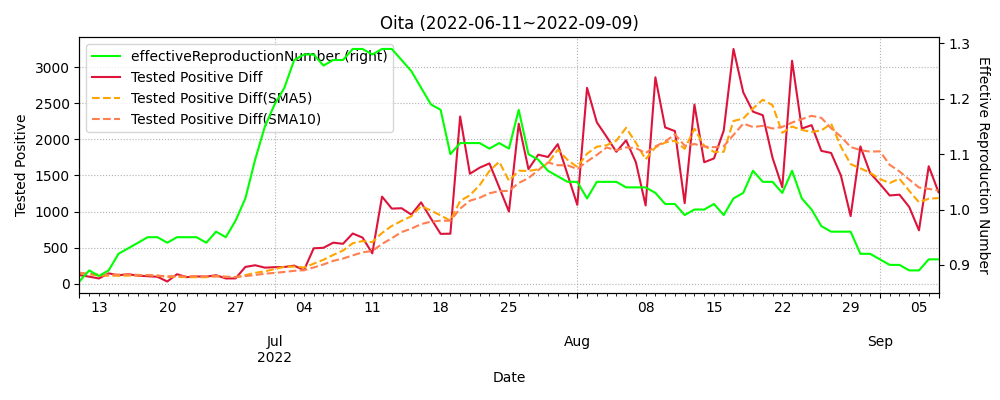 Oita (2022-06-11~2022-09-09)
effectiveReproductionNumber (right)
Tested Positive Diff
Tested Positive Diff(SMA5)
Tested Positive Diff(SMA10)
Tested Positive
3000
2500
2000
1500
1000
500
0
1.3
1.2
1.1
1.0
0.9
Effective Reproduction Number
13 20 27 04 11 18 25 08 15 22 29 05
Jul Aug Sep
2022
Date